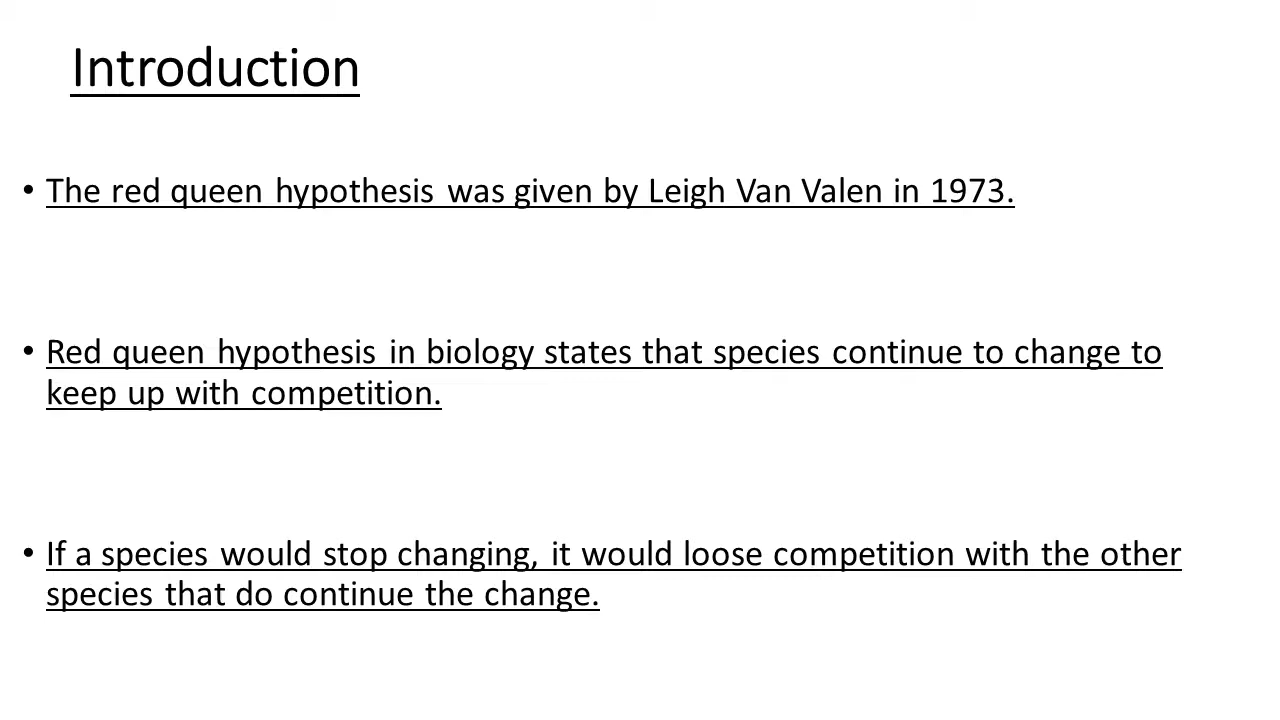 Introduction
• The red queen hypothesis was given by Leigh Van Valen in 1973.
• Red queen hypothesis in biology states that species continue to change to
keep up with competition.
• If a species would stop changing, it would loose competition with the other
species that do continue the change.